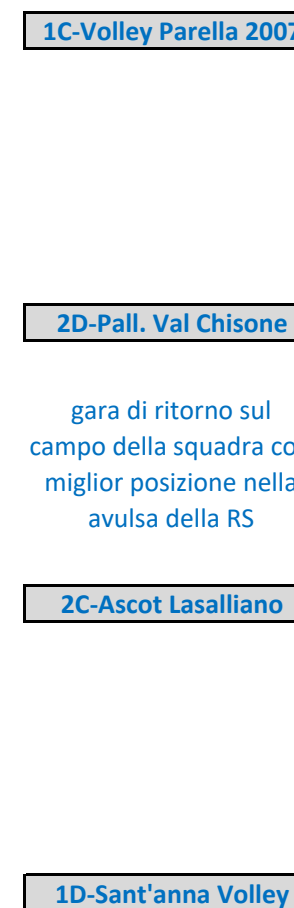 1C-Volley Parella 2007
2D-Pall. Val Chisone
gara di ritorno sul
campo della squadra co
miglior posizione nella
avulsa della RS
2C-Ascot Lasalliano
1D-Sant'anna Volley